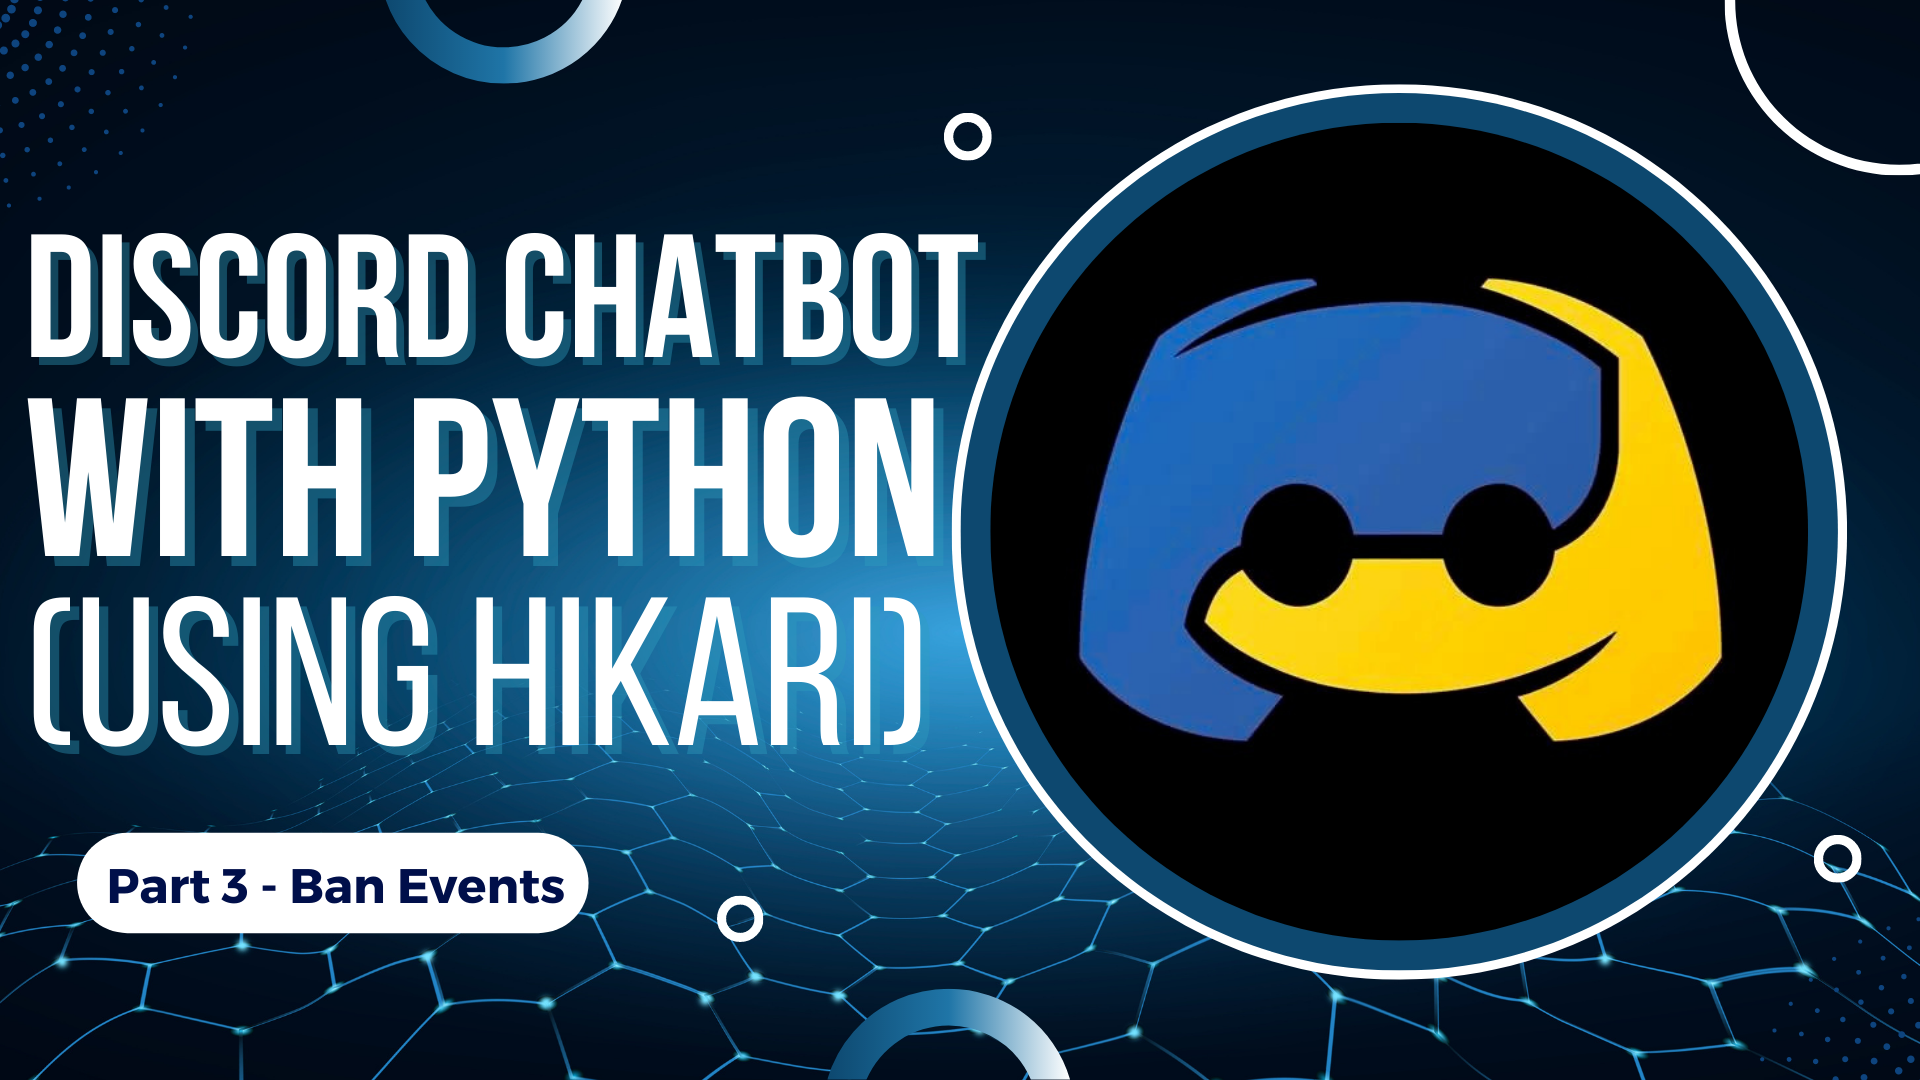 DISCORD CHATBOT
WITH PYTHON
(USING HIKARI)
Part 3 - Ban Events